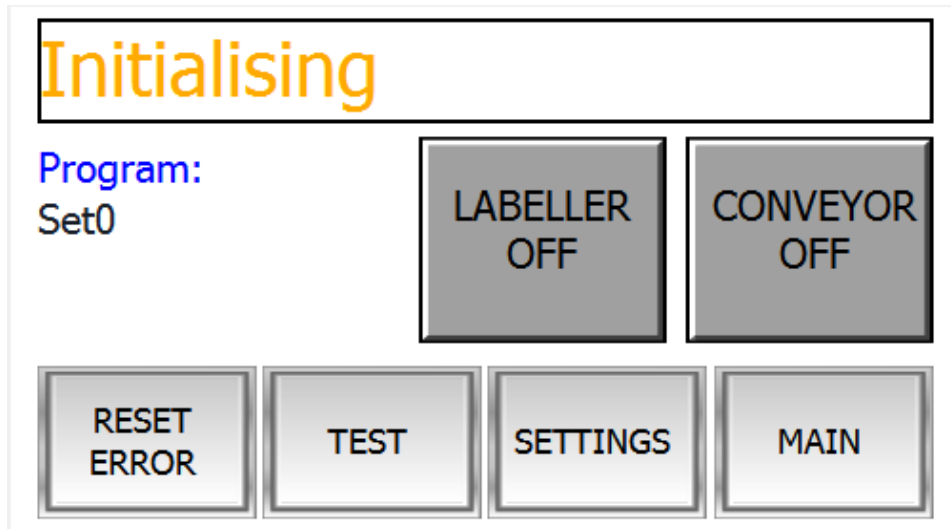 Initialising
Program:
Set0
LABELLER
OFF
CONVEYOR
OFF
RESET
ERROR
TEST
SETTINGS
MAIN